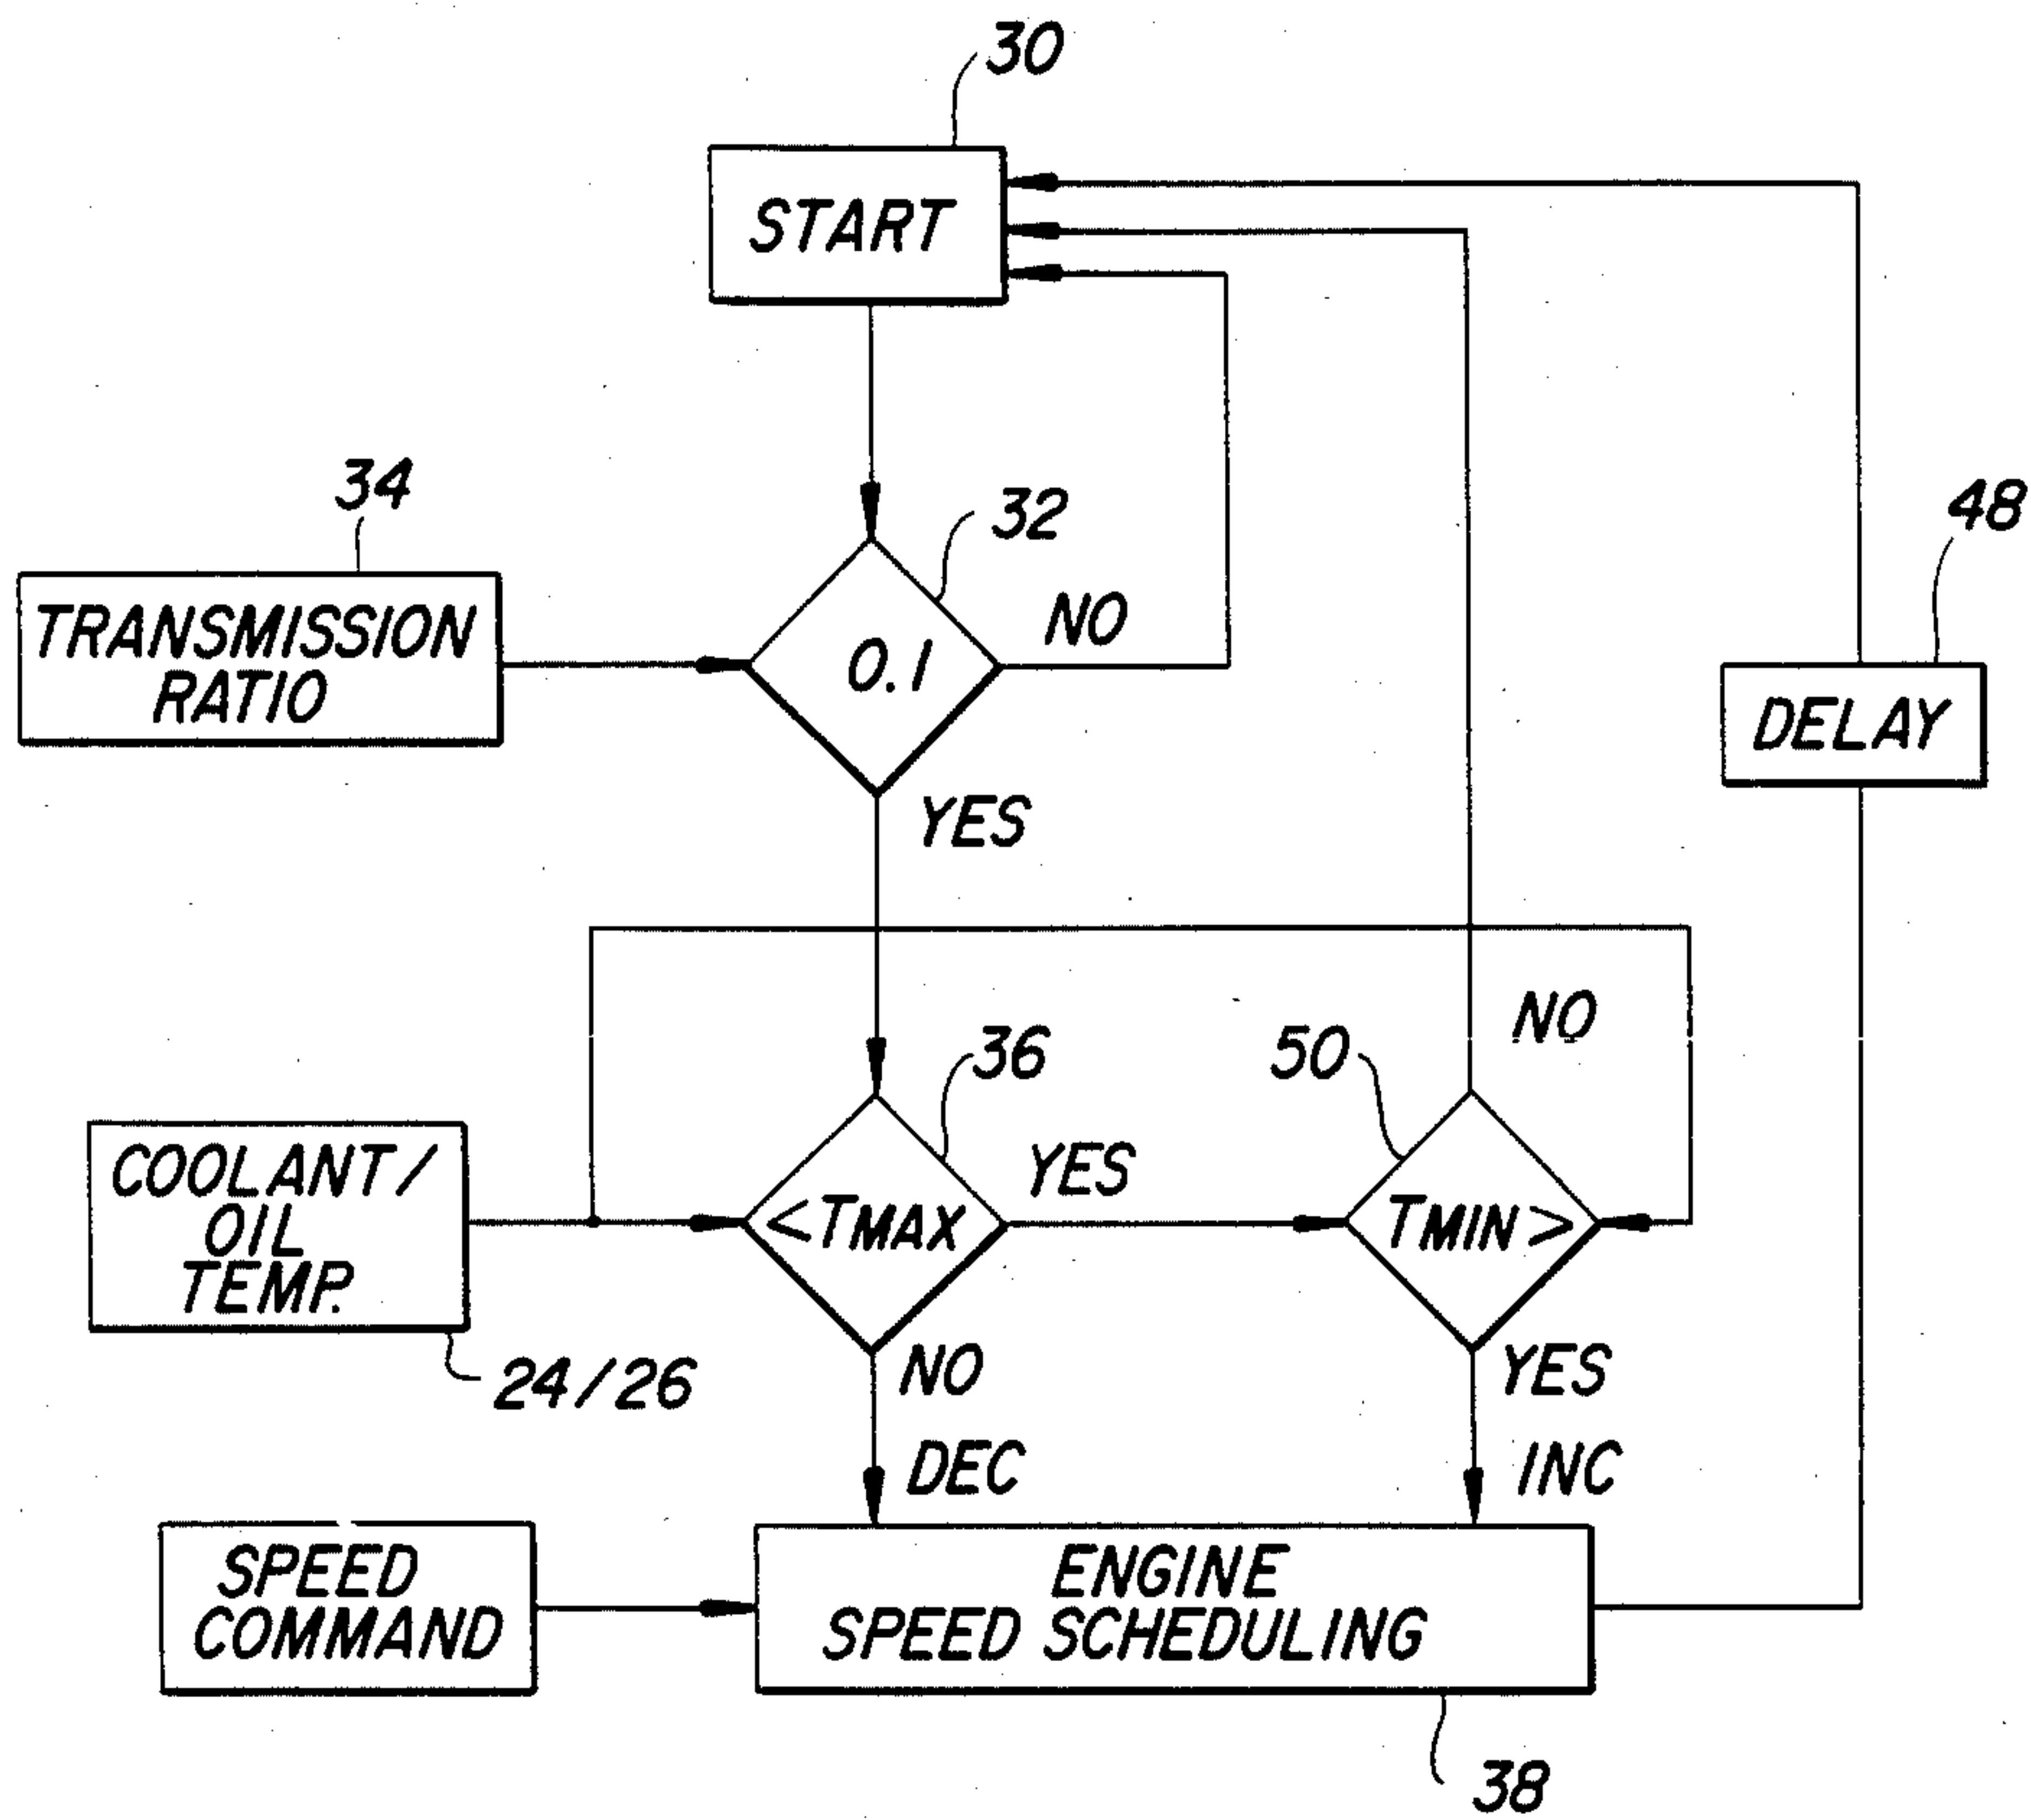 30
START
34
32
48
TRANSMISSION
RATIO
0.1
NO
DELAY
YES
NO
36
50
COOLANT/
OIL
TEMP.
YES
<TMAX
TMIN>
24/26
NO
YES
DEC
INC
SPEED
COMMAND
ENGINE
SPEED SCHEDULING
38